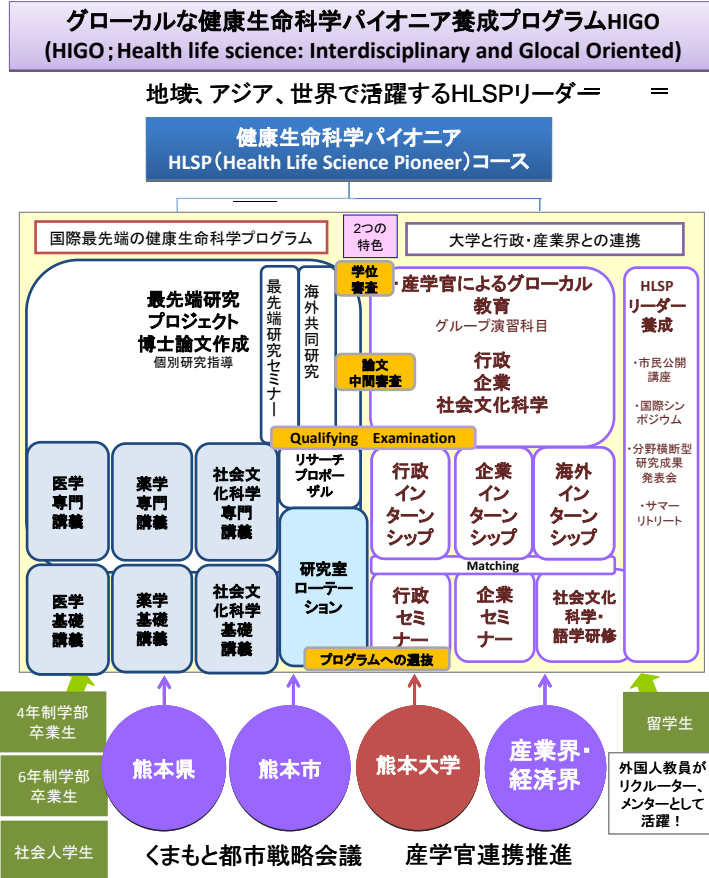 グローカルな健康生命科学パイオニア養成プログラムHIGO
(HIGO;Health life science: Interdisciplinary and Glocal Oriented)
地域、アジア、世界で活躍するHLSPリーダー
健康生命科学パイオニア
HLSP(Health Life Science Pioneer)コース
国際最先端の健康生命科学プログラム
2つの
特色
大学と行政・産業界との連携
最先端研究
プロジェクト
博士論文作成
個別研究指導
最先端研究セミナー
海外共同研究
学位
審査
論文
中間審査
・産学官によるグローカル
教育
グループ演習科目
行政
企業
社会文化科学
HLSP
リーダー
養成
・市民公開
講座
・国際シン
ポジウム
・分野横断型
研究成果
発表会
・サマー
リトリート
Qualifying Examination
医学
専門
講義
薬学
専門
講義
社会文
化科学
専門
講義
リサーチ
プロポー
ザル
行政
イン
ターン
シップ
企業
イン
ターン
シップ
海外
イン
ターン
シップ
Matching
医学
基礎
講義
薬学
基礎
講義
社会文
化科学
基礎
講義
研究室
ローテー
ション
行政
セミ
ナー
企業
セミ
ナー
社会文化
科学・
語学研修
プログラムへの選抜
4年制学部
卒業生
6年制学部
卒業生
社会人学生
熊本県
熊本市
熊本大学
産業界・
経済界
留学生
外国人教員が
リクルーター、
メンターとして
活躍！
くまもと都市戦略会議 産学官連携推進